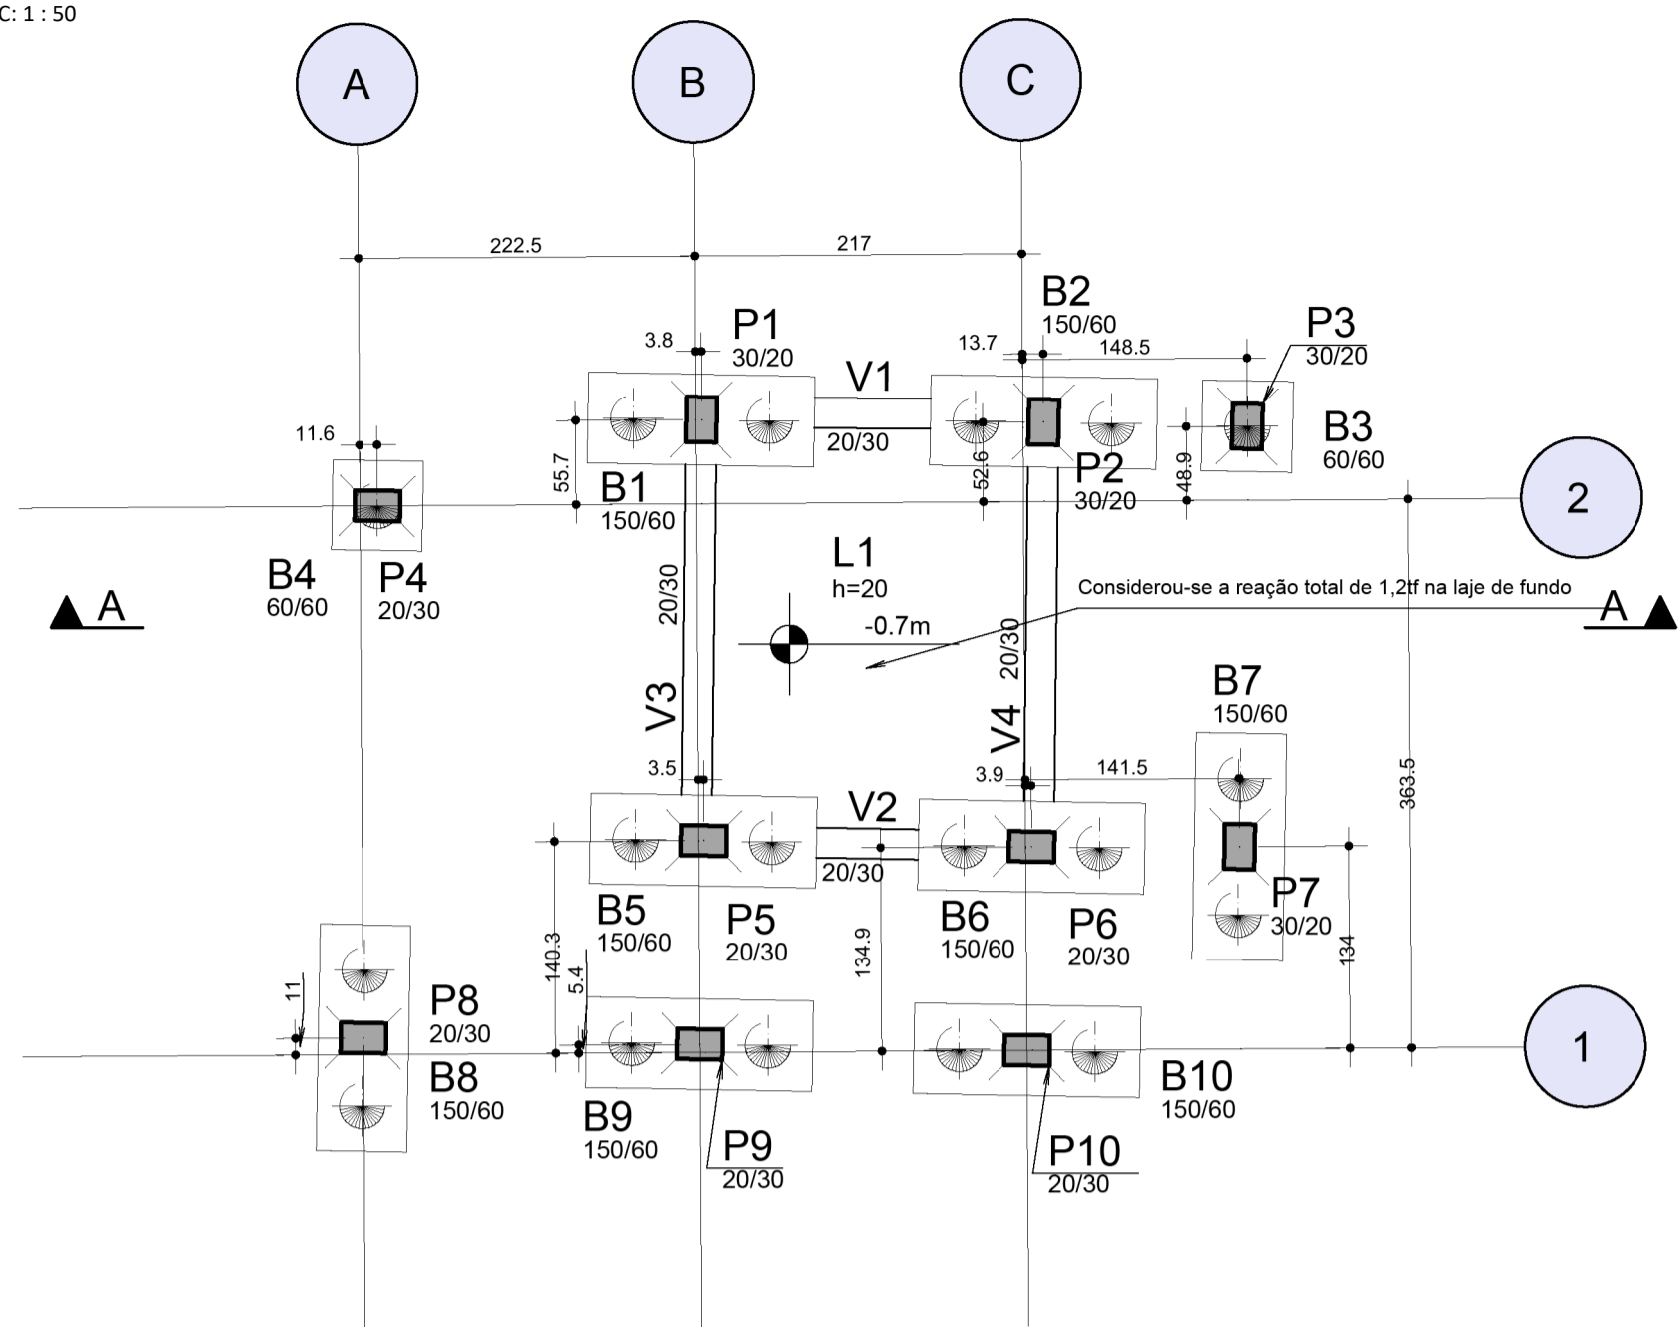 C: 1 : 50
A
B
C
222.5
217
B2
150/60
P1
30/20
P3
30/20
3.8
13.7
148.5
V1
20/30
11.6
B3
60/60
55.7
52.6
P2
30/20
48.9
B1
150/60
2
L1
h=20
B4
60/60
P4
20/30
20/30
Considerou-se a reação total de 1,2tf na laje de fundo
A
A
-0.7m
20/30
B7
150/60
V3
V4
3.5
3.9
141.5
363.5
V2
20/30
B5
150/60
P5
20/30
B6
150/60
P6
20/30
P7
30/20
140.3
5.4
134.9
134
11
P8
20/30
1
B8
150/60
B10
150/60
B9
150/60
P9
20/30
P10
20/30